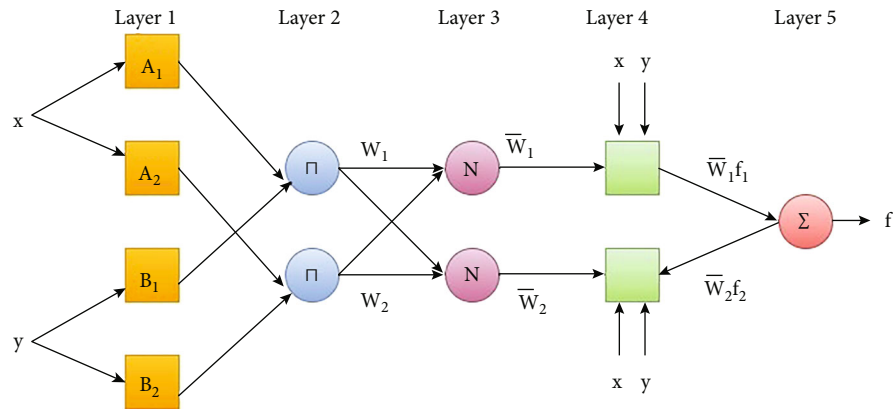 Layer 1 Layer 2 Layer 3 Layer 4 Layer 5
x y
A₁
x
W₁ W̅₁
A₂ Π N W̅₁f₁
Σ f
B₁ Π N W̅₂f₂
W₂ W̅₂
y
B₂ x y